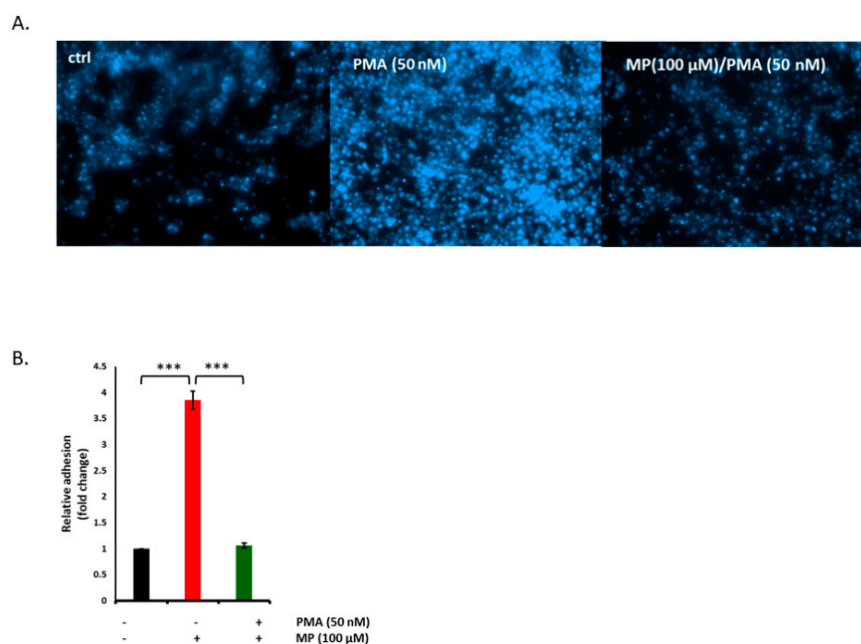 A.
ctrl
PMA (50 nM)
MP(100 µM)/PMA (50 nM)
B.
Relative adhesion
(fold change)
4.5
4
3.5
3
2.5
2
1.5
1
0.5
0
*** ***
- - + PMA (50 nM)
- + + MP (100 µM)